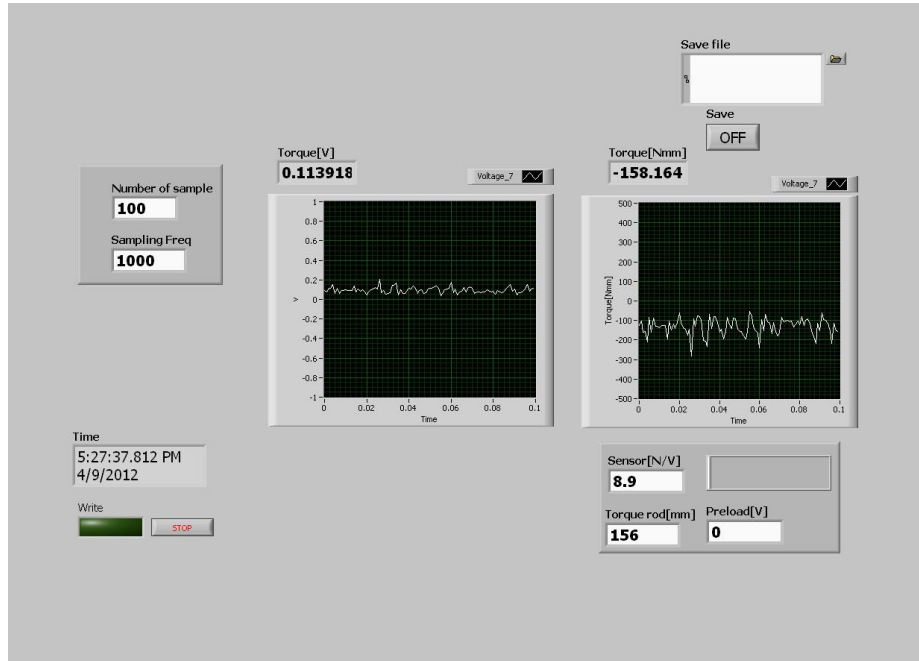 Save file
Save
OFF
Torque[V]
0.113918
Voltage_7
Torque[Nmm]
-158.164
Voltage_7
Number of sample
100
Sampling Freq
1000
1
0.8
0.6
0.4
0.2
0
-0.2
-0.4
-0.6
-0.8
-1
V
0 0.02 0.04 0.06 0.08 0.1
Time
500
400
300
200
100
0
-100
-200
-300
-400
-500
Torque[Nmm]
0 0.02 0.04 0.06 0.08 0.1
Time
Time
5:27:37.812 PM
4/9/2012
Write
STOP
Sensor[N/V]
8.9
Torque rod[mm] Preload[V]
156 0